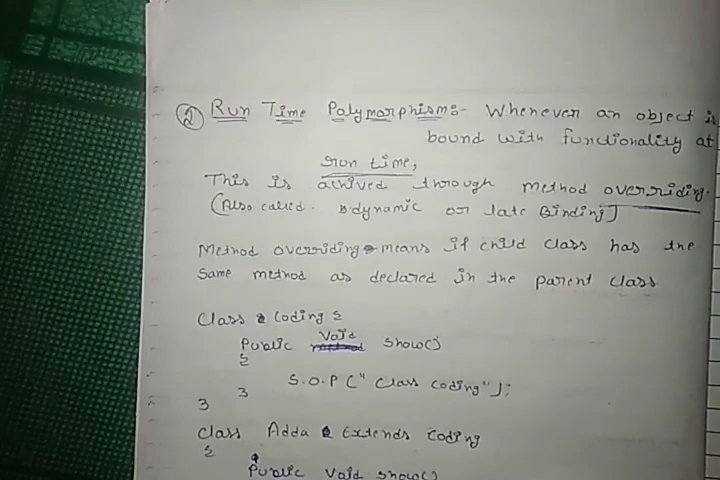 ② Run Time Polymorphism:- Whenever an object is
bound with functionality at
run time,
This is achived through method overriding.
(Also called dynamic or late Binding)
Method overriding means if child class has the
same method as declared in the parent class
Class Coding {
Public Void show()
{
S.O.P (" Class Coding");
}
}
Class Adda Extends Coding
{
Public Void show()